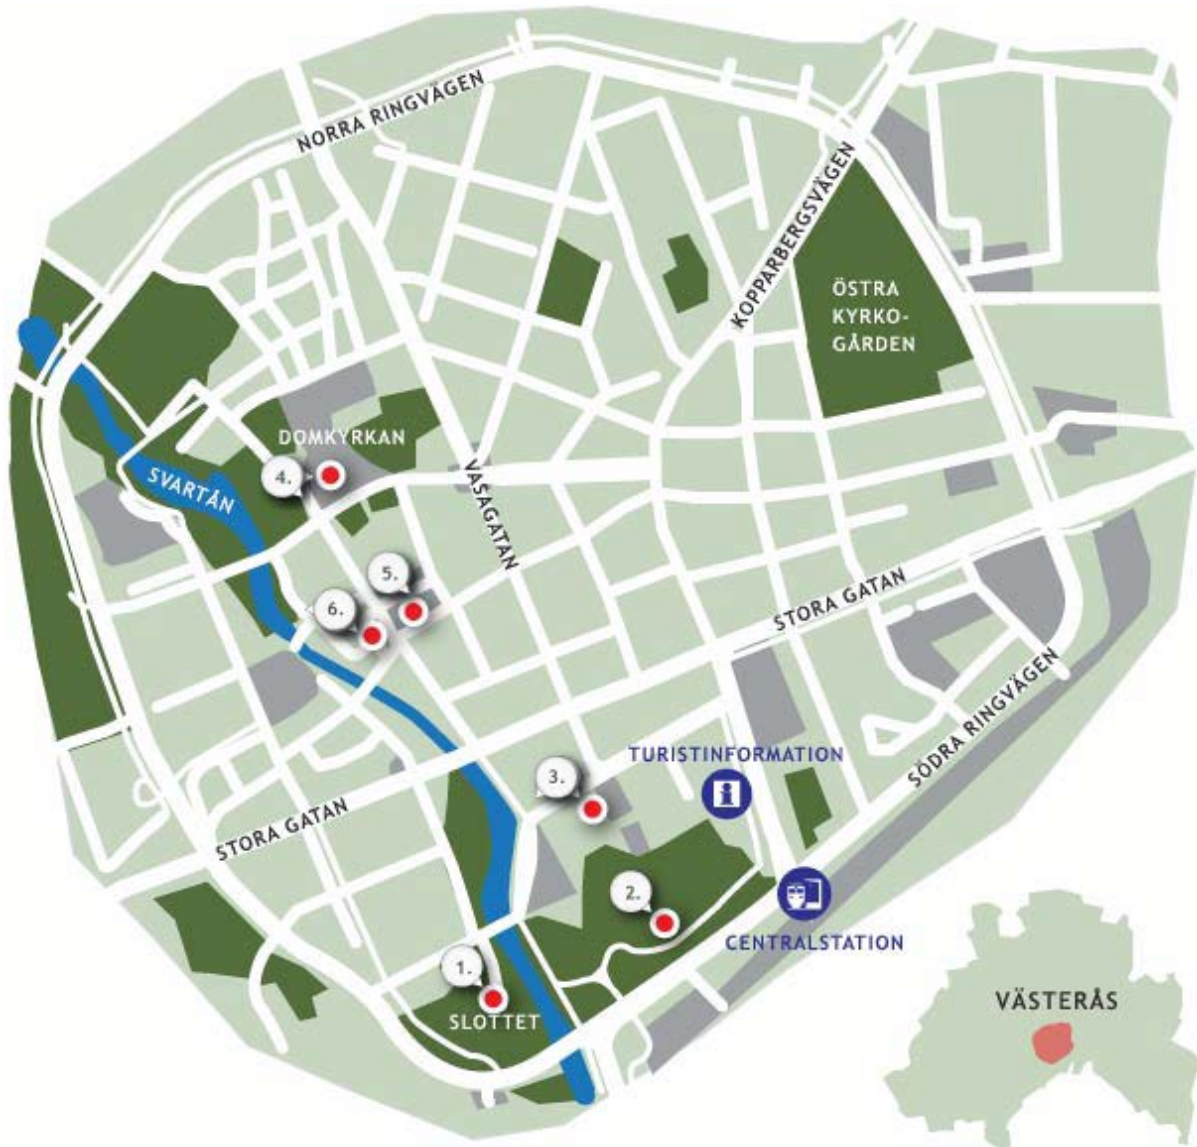 NORRA RINGVÄGEN
KOPPARBERGSVÄGEN
ÖSTRA
KYRKO-
GÅRDEN
DOMKYRKAN
4.
SVARTÅN
VASAGATAN
5.
6.
STORA GATAN
SÖDRA RINGVÄGEN
TURISTINFORMATION
i
3.
STORA GATAN
2.
CENTRALSTATION
1.
SLOTTET
VÄSTERÅS